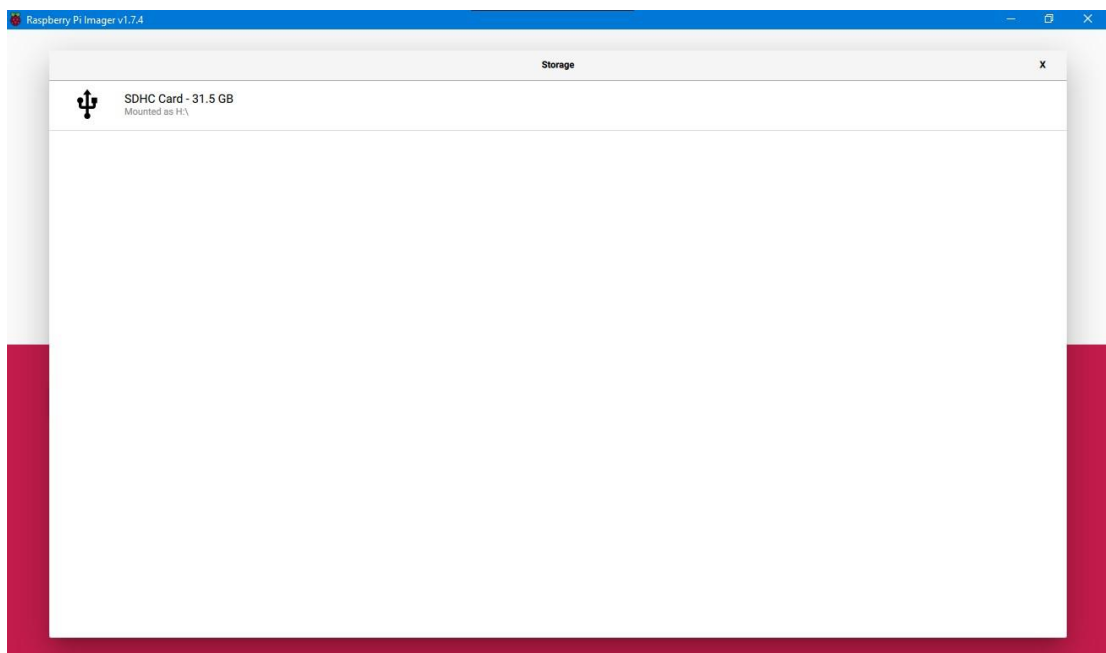 Raspberry Pi Imager v1.7.4
Storage
X
SDHC Card - 31.5 GB
Mounted as H:\